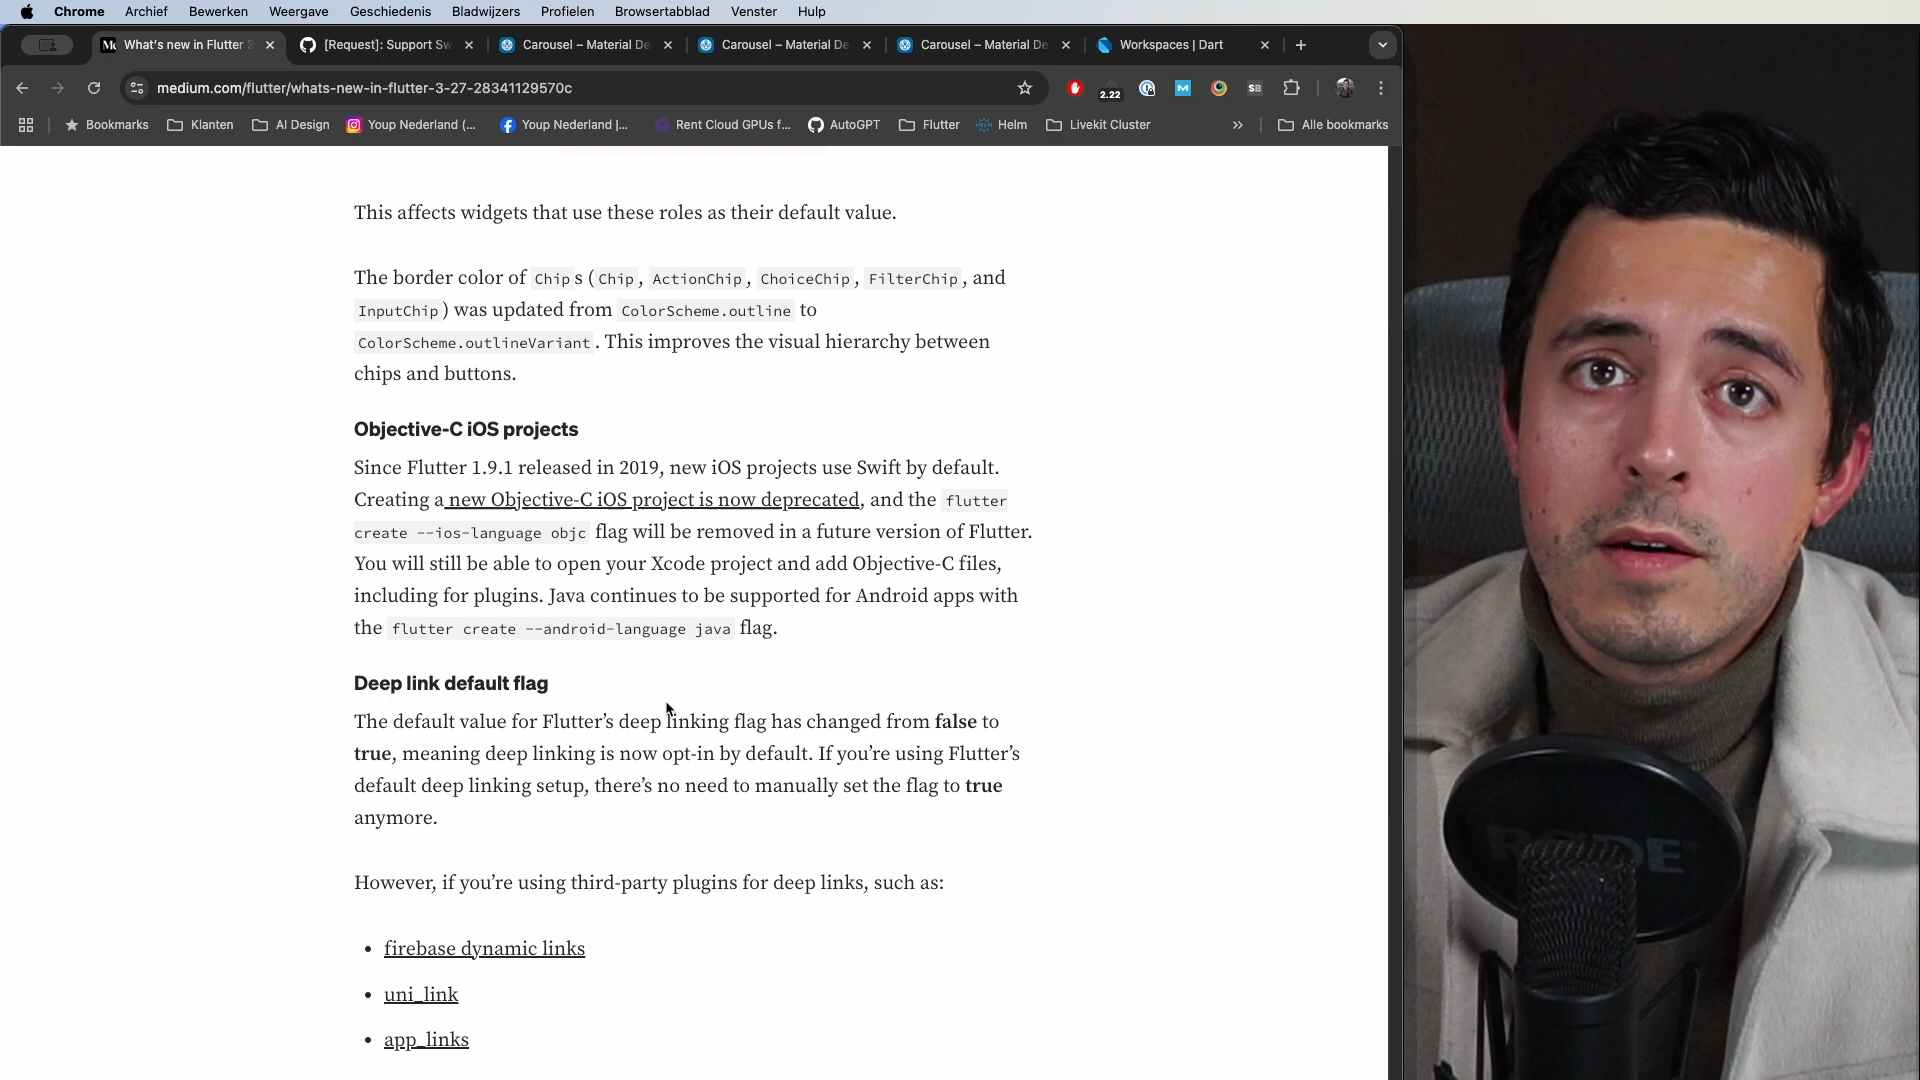 Chrome Archief Bewerken Weergave Geschiedenis Bladwijzers Profielen Browsertabblad Venster Help
What's new in Flutter 3
[Request]: Support Sw
Carousel – Material De
Carousel – Material De
Carousel – Material De
Workspaces | Dart
medium.com/flutter/whats-new-in-flutter-3-27-28341129570c
2.22
SB
Bookmarks Klanten AI Design Youp Nederland (... Youp Nederland |... Rent Cloud GPUs f... AutoGPT Flutter Helm Livekit Cluster » Alle bookmarks
This affects widgets that use these roles as their default value.
The border color of Chips (Chip, ActionChip, ChoiceChip, FilterChip, and
InputChip) was updated from ColorScheme.outline to
ColorScheme.outlineVariant. This improves the visual hierarchy between
chips and buttons.
Objective-C iOS projects
Since Flutter 1.9.1 released in 2019, new iOS projects use Swift by default.
Creating a new Objective-C iOS project is now deprecated, and the flutter
create --ios-language objc flag will be removed in a future version of Flutter.
You will still be able to open your Xcode project and add Objective-C files,
including for plugins. Java continues to be supported for Android apps with
the flutter create --android-language java flag.
Deep link default flag
The default value for Flutter’s deep linking flag has changed from false to
true, meaning deep linking is now opt-in by default. If you’re using Flutter’s
default deep linking setup, there’s no need to manually set the flag to true
anymore.
However, if you’re using third-party plugins for deep links, such as:
• firebase dynamic links
• uni_link
• app_links
RØDE